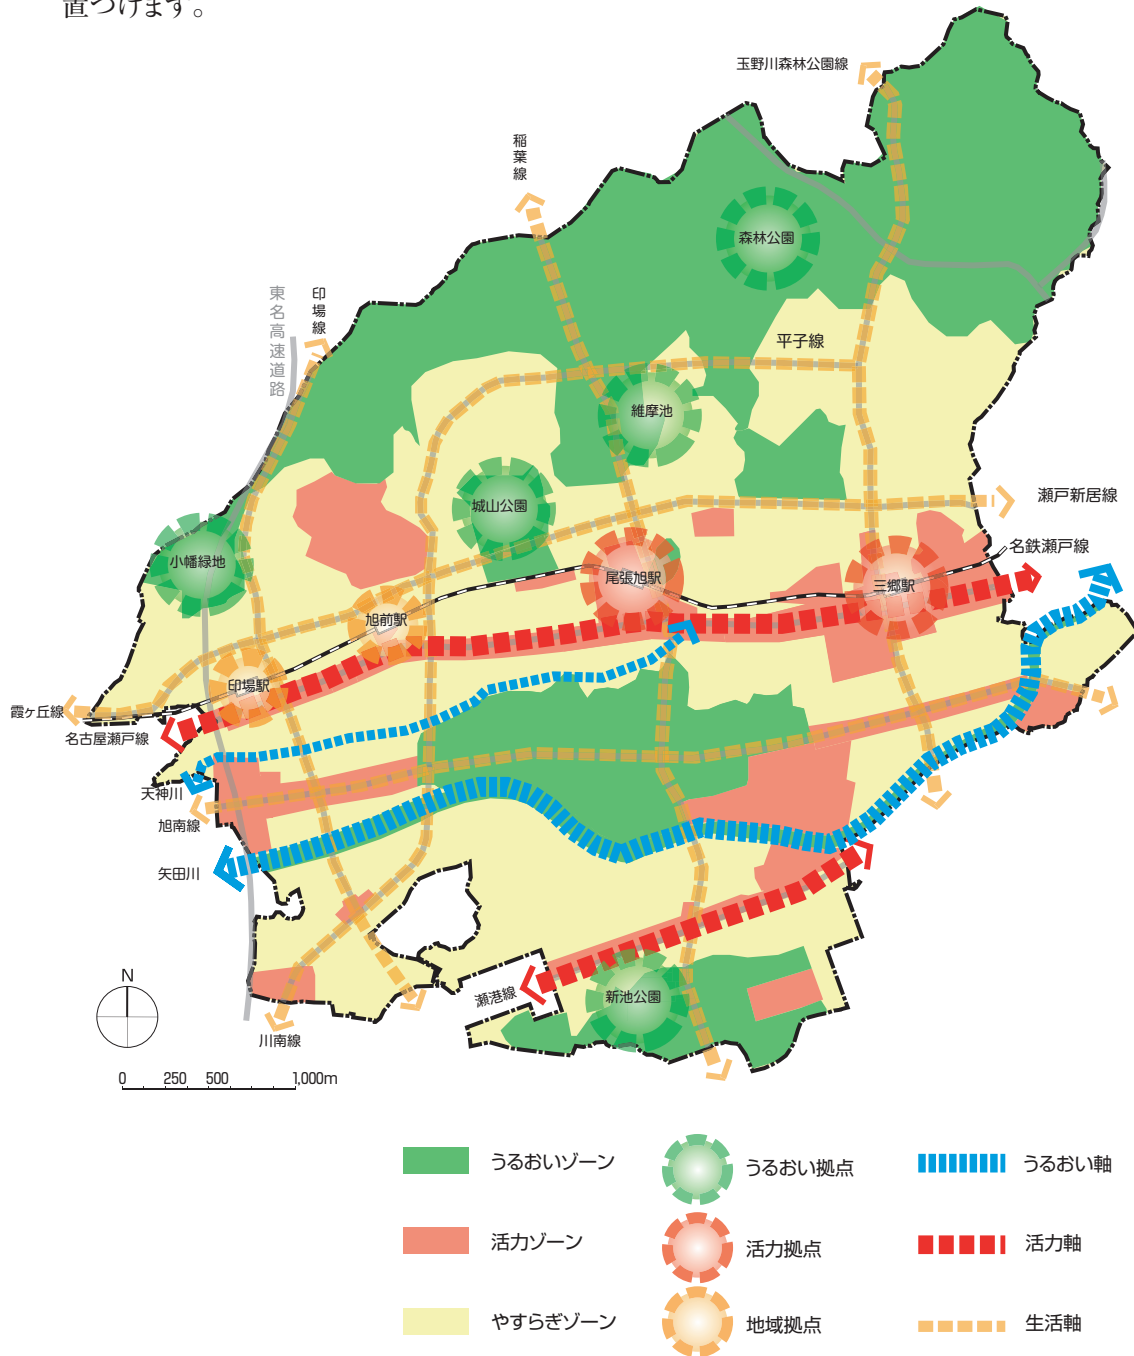 置づけます。
玉野川森林公園線
稲葉線
森林公園
東名高速道路
印場線
平子線
維摩池
瀬戸新居線
城山公園
名鉄瀬戸線
小幡緑地
尾張旭駅
三郷駅
旭前駅
印場駅
霞ヶ丘線
名古屋瀬戸線
天神川
旭南線
矢田川
瀬港線
新池公園
川南線
N
0 250 500 1,000m
うるおいゾーン
うるおい拠点
うるおい軸
活力ゾーン
活力拠点
活力軸
やすらぎゾーン
地域拠点
生活軸